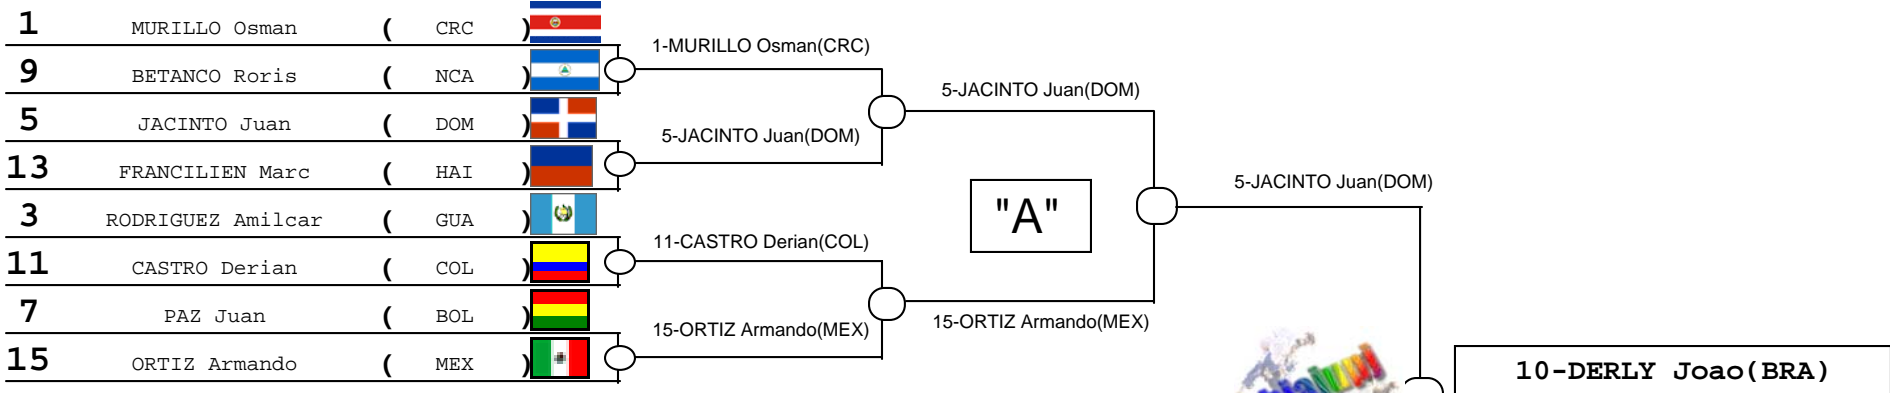 1 MURILLO Osman ( CRC )
9 BETANCO Roris ( NCA )
5 JACINTO Juan ( DOM )
13 FRANCILIEN Marc ( HAI )
3 RODRIGUEZ Amilcar ( GUA )
11 CASTRO Derian ( COL )
7 PAZ Juan ( BOL )
15 ORTIZ Armando ( MEX )
1-MURILLO Osman(CRC)
5-JACINTO Juan(DOM)
11-CASTRO Derian(COL)
15-ORTIZ Armando(MEX)
5-JACINTO Juan(DOM)
15-ORTIZ Armando(MEX)
"A"
5-JACINTO Juan(DOM)
10-DERLY Joao(BRA)